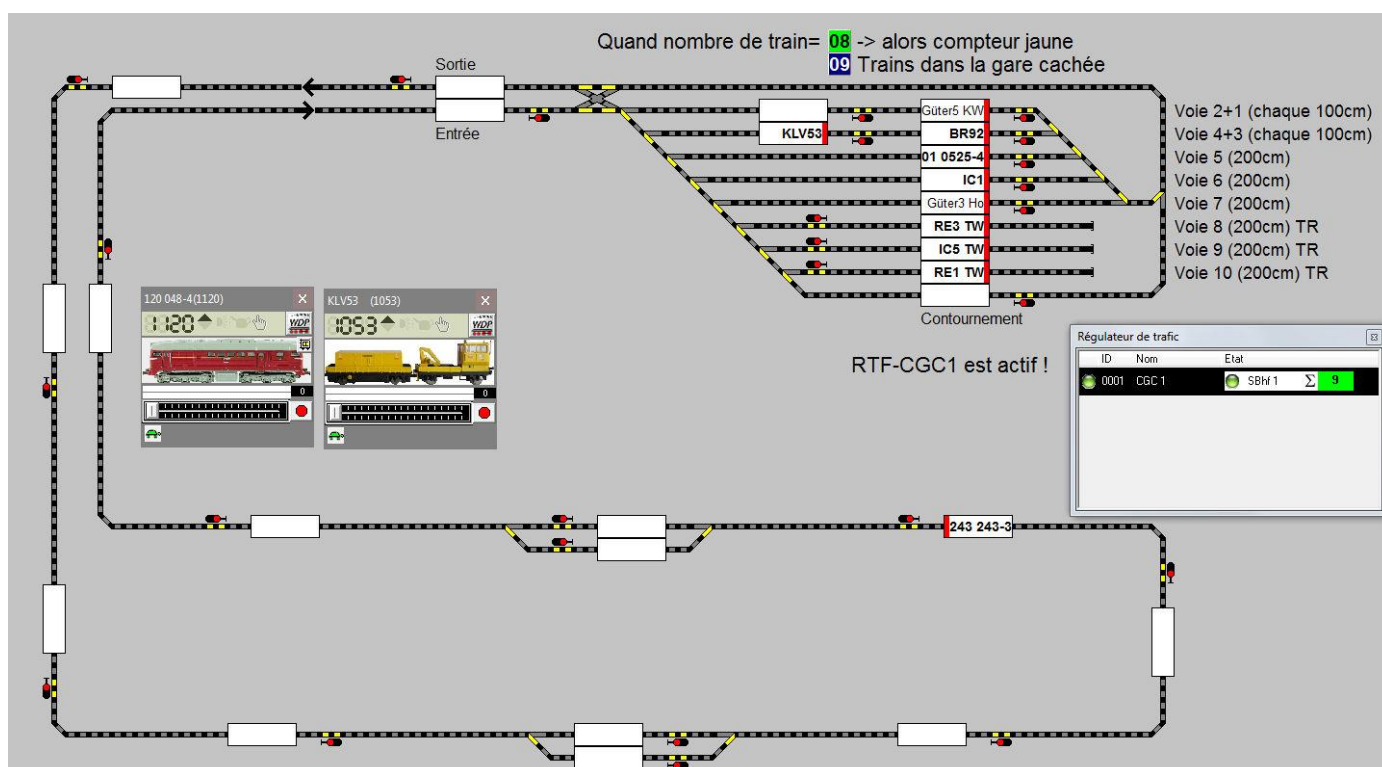 Quand nombre de train= 08 -> alors compteur jaune
09 Trains dans la gare cachée
Sortie
Entrée
Güter5 KW
Voie 2+1 (chaque 100cm)
KLV53
BR92
Voie 4+3 (chaque 100cm)
01 0525-4
Voie 5 (200cm)
IC1
Voie 6 (200cm)
Güter3 Ho
Voie 7 (200cm)
RE3 TW
Voie 8 (200cm) TR
IC5 TW
Voie 9 (200cm) TR
RE1 TW
Voie 10 (200cm) TR
Contournement
120 048-4(1120)
1120
WDP
0
KLV53 (1053)
1053
WDP
0
RTF-CGC1 est actif !
Régulateur de trafic
ID Nom Etat
0001 CGC 1 SBhf 1 Σ 9
243 243-3